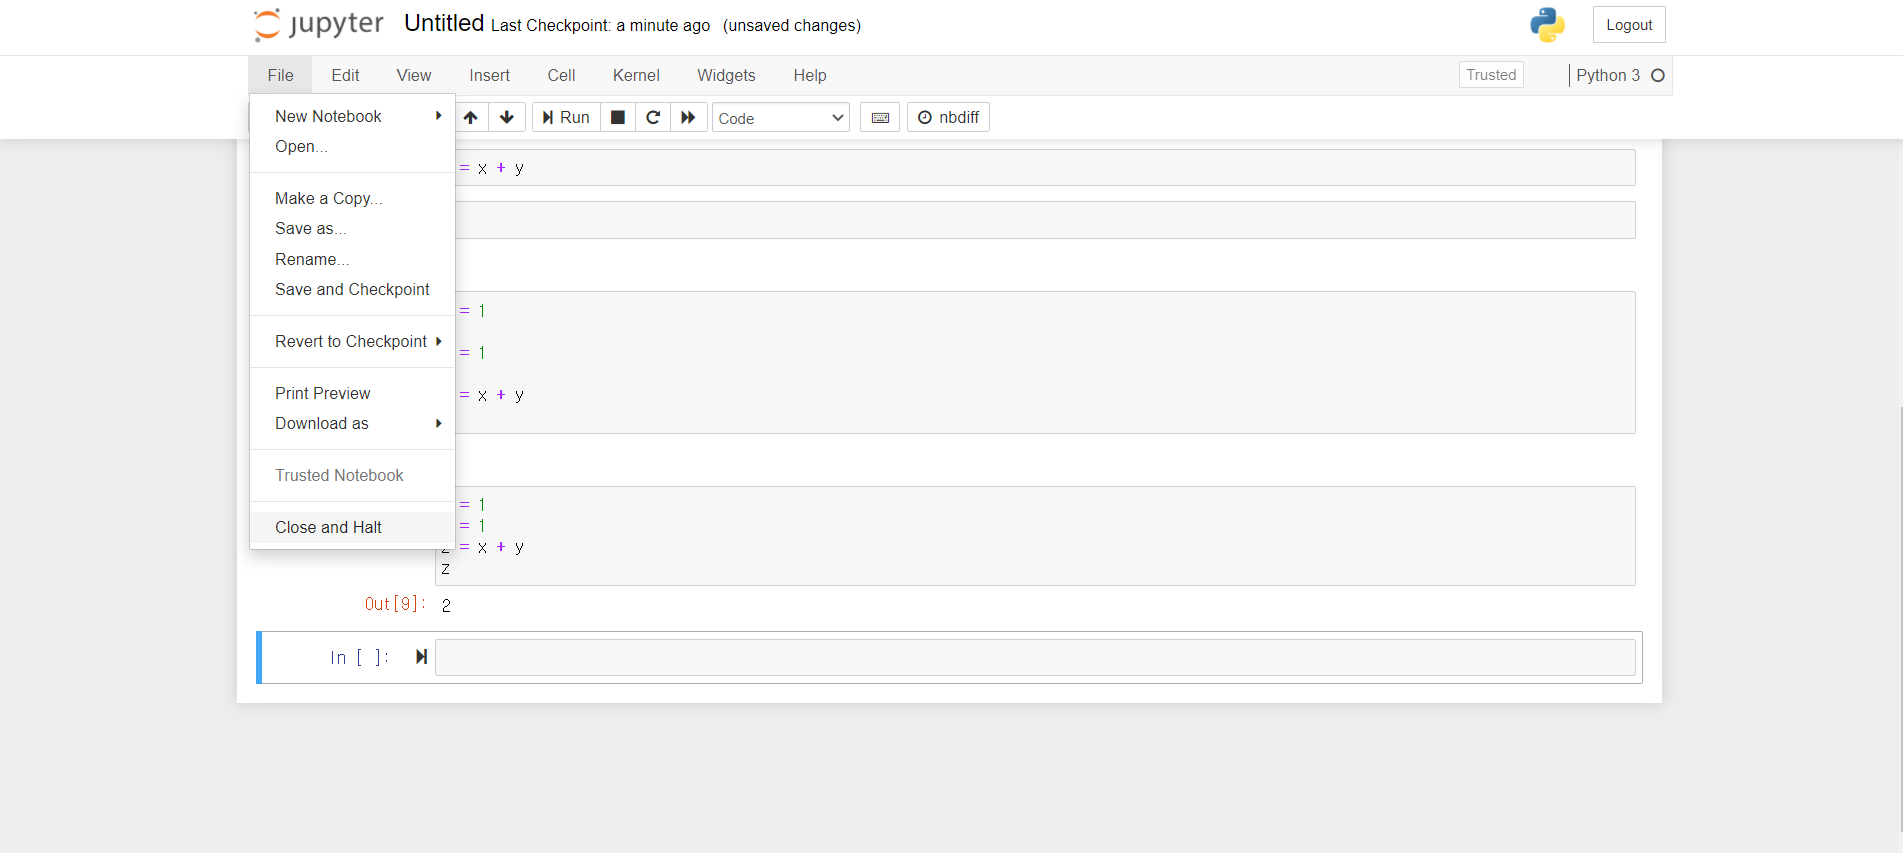 jupyter Untitled Last Checkpoint: a minute ago (unsaved changes) Logout
File Edit View Insert Cell Kernel Widgets Help Trusted Python 3
Run Code nbdiff
New Notebook
Open...
Make a Copy...
Save as...
Rename...
Save and Checkpoint
Revert to Checkpoint
Print Preview
Download as
Trusted Notebook
Close and Halt
= x + y
= 1
= 1
= x + y
= 1
= 1
z = x + y
z
Out[9]: 2
In [ ]: